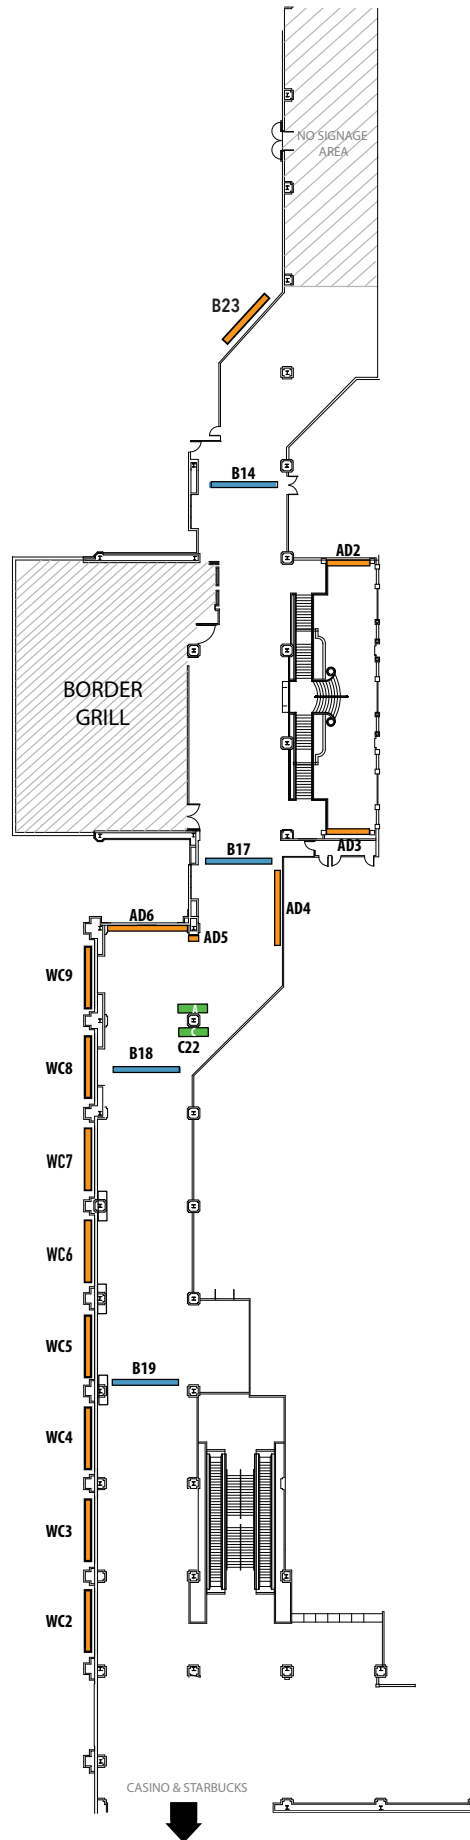 NO SIGNAGE
AREA
B23
B14
AD2
BORDER
GRILL
B17
AD3
AD4
AD6
AD5
WC9
A
C
C22
B18
WC8
WC7
WC6
WC5
B19
WC4
WC3
WC2
CASINO & STARBUCKS